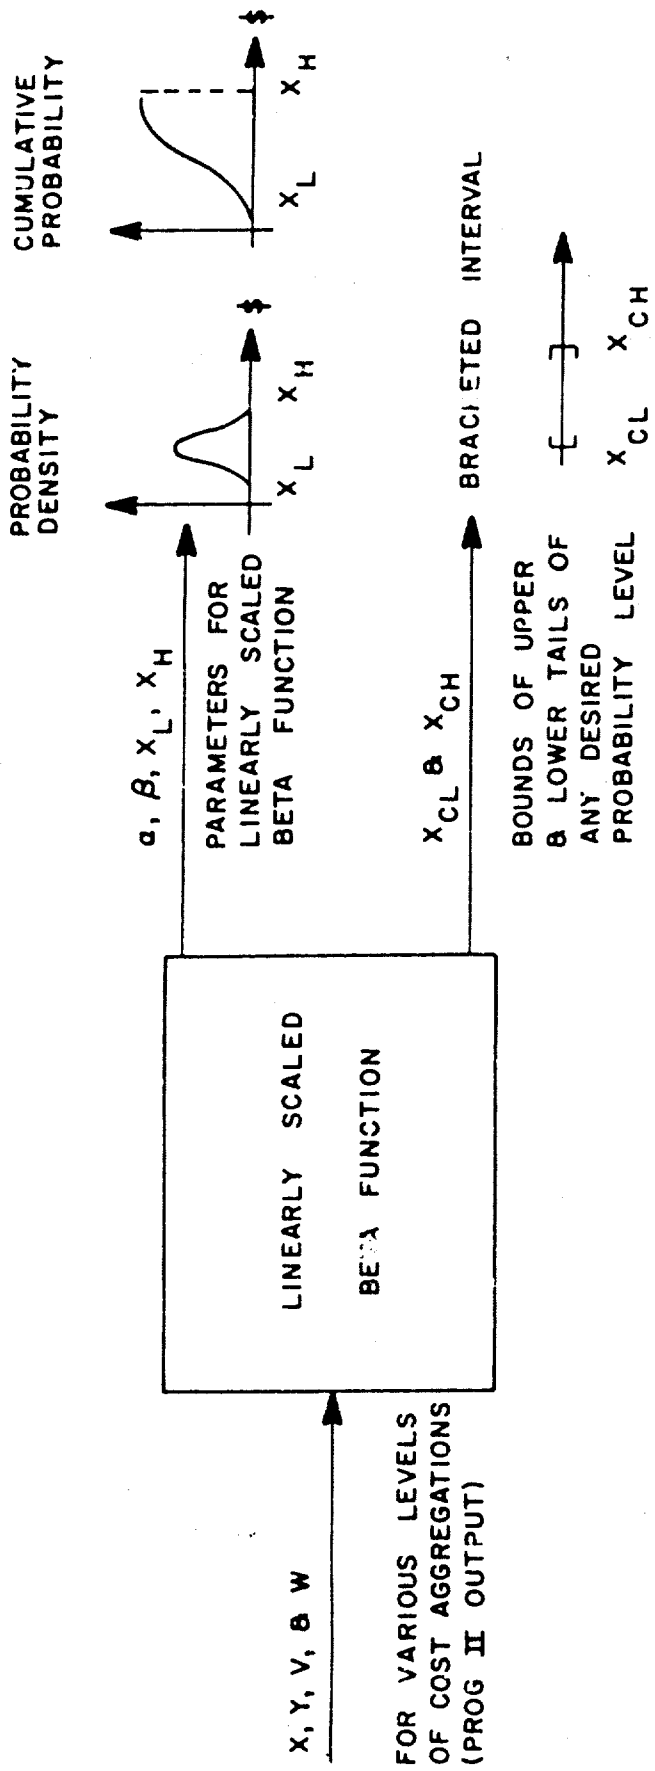 X, Y, V, & W
FOR VARIOUS LEVELS
OF COST AGGREGATIONS
(PROG II OUTPUT)
LINEARLY SCALED
BETA FUNCTION
α, β, X_L, X_H
PARAMETERS FOR
LINEARLY SCALED
BETA FUNCTION
PROBABILITY
DENSITY
$
X_L X_H
CUMULATIVE
PROBABILITY
$
X_L X_H
X_CL & X_CH
BOUNDS OF UPPER
& LOWER TAILS OF
ANY DESIRED
PROBABILITY LEVEL
BRACKETED INTERVAL
[ ]
X_CL X_CH